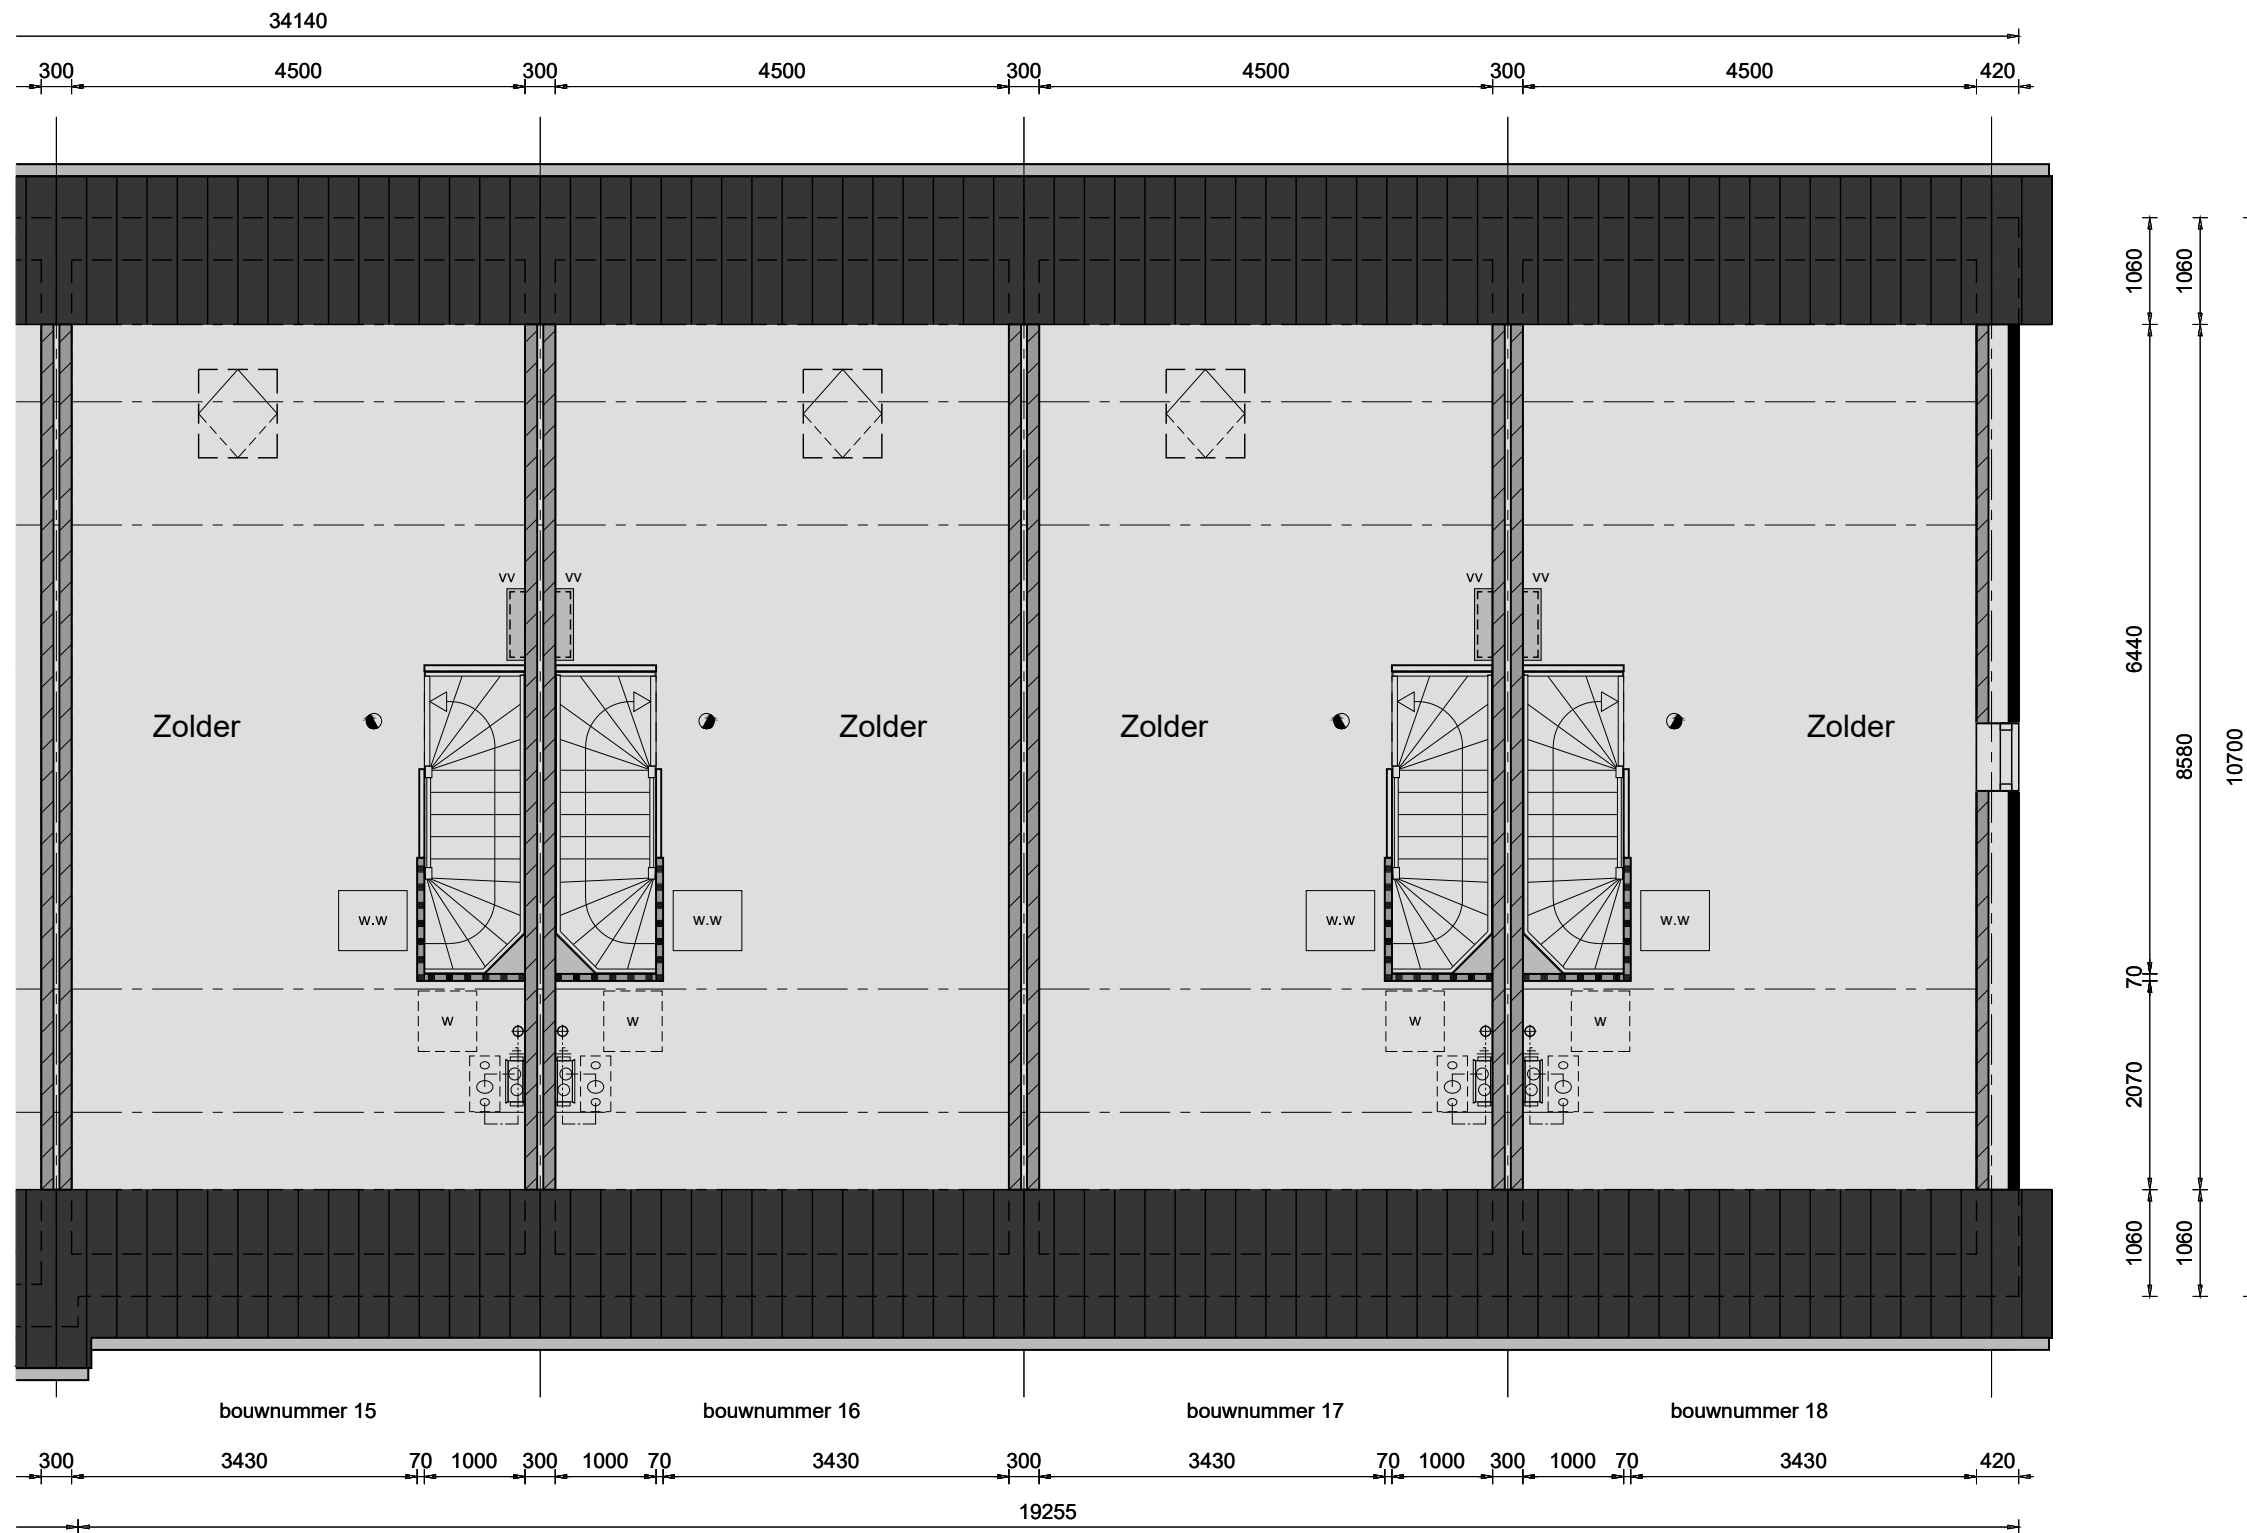 34140
300 4500 300 4500 300 4500 300 4500 420
1060 1060
vv vv vv vv
6440
Zolder Zolder Zolder Zolder
8580 10700
w.w w.w w.w w.w
70
w w w w
2070
1060 1060
bouwnummer 15 bouwnummer 16 bouwnummer 17 bouwnummer 18
300 3430 70 1000 300 1000 70 3430 300 3430 70 1000 300 1000 70 3430 420
19255